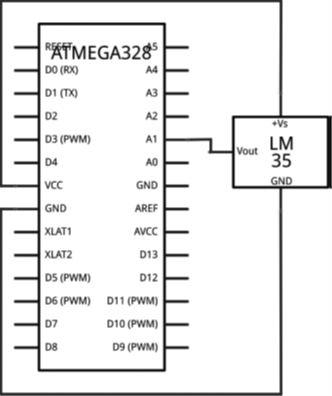 ATMEGA328
RESET A5
D0 (RX) A4
D1 (TX) A3
D2 A2
D3 (PWM) A1
D4 A0
VCC GND
GND AREF
XLAT1 AVCC
XLAT2 D13
D5 (PWM) D12
D6 (PWM) D11 (PWM)
D7 D10 (PWM)
D8 D9 (PWM)
+Vs
LM
35
Vout
GND